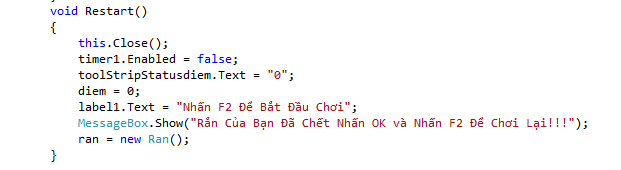 void Restart()
{
this.Close();
timer1.Enabled = false;
toolStripStatusdiem.Text = "0";
diem = 0;
label1.Text = "Nhấn F2 Để Bắt Đầu Chơi";
MessageBox.Show("Rắn Của Bạn Đã Chết Nhấn OK và Nhấn F2 Để Chơi Lại!!!");
ran = new Ran();
}